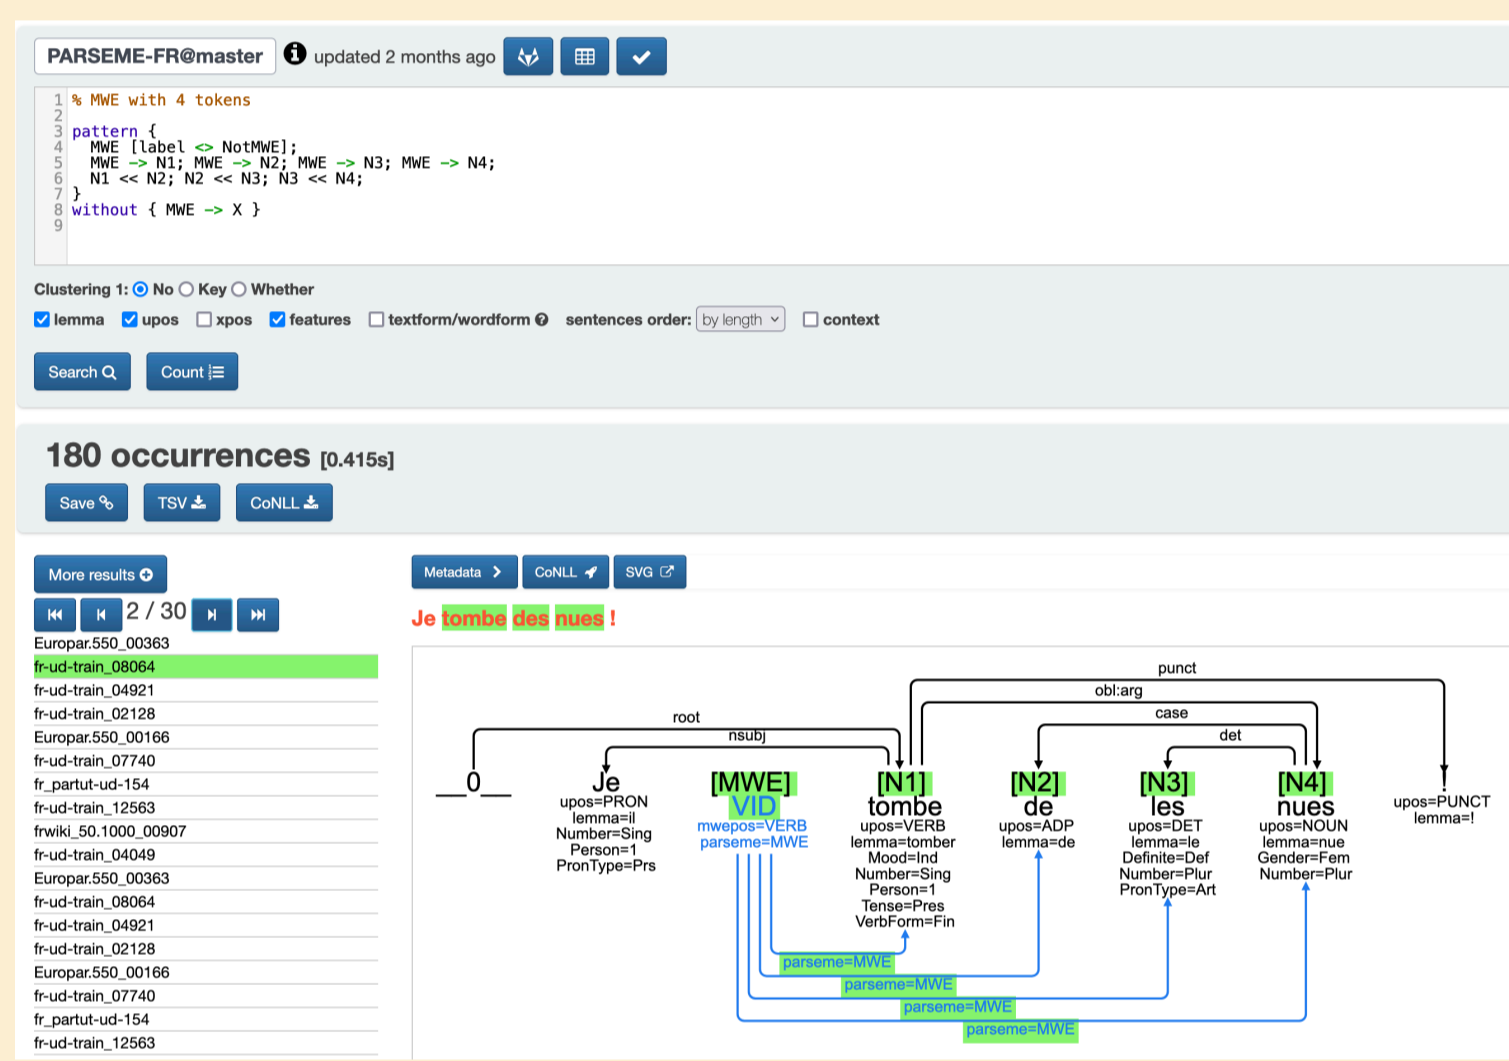 PARSEME-FR@master updated 2 months ago
1 % MWE with 4 tokens
2
3 pattern {
4 MWE [label <> NotMWE];
5 MWE -> N1; MWE -> N2; MWE -> N3; MWE -> N4;
6 N1 << N2; N2 << N3; N3 << N4;
7 }
8 without { MWE -> X }
9
Clustering 1: No Key Whether
lemma upos xpos features textform/wordform sentences order: by length context
Search Count
180 occurrences [0.415s]
Save TSV CoNLL
More results
2 / 30
Europar.550_00363
fr-ud-train_08064
fr-ud-train_04921
fr-ud-train_02128
Europar.550_00166
fr-ud-train_07740
fr_partut-ud-154
fr-ud-train_12563
frwiki_50.1000_00907
fr-ud-train_04049
Europar.550_00363
fr-ud-train_08064
fr-ud-train_04921
fr-ud-train_02128
Europar.550_00166
fr-ud-train_07740
fr_partut-ud-154
fr-ud-train_12563
Metadata CoNLL SVG
Je tombe des nues !
punct
obl:arg
case
root
nsubj
det
__0__ Je [MWE] [N1] [N2] [N3] [N4] !
VID tombe de les nues
upos=PRON
lemma=il
Number=Sing
Person=1
PronType=Prs
mwepos=VERB
parseme=MWE
upos=VERB
lemma=tomber
Mood=Ind
Number=Sing
Person=1
Tense=Pres
VerbForm=Fin
upos=ADP
lemma=de
upos=DET
lemma=le
Definite=Def
Number=Plur
PronType=Art
upos=NOUN
lemma=nue
Gender=Fem
Number=Plur
upos=PUNCT
lemma=!
parseme=MWE
parseme=MWE
parseme=MWE
parseme=MWE